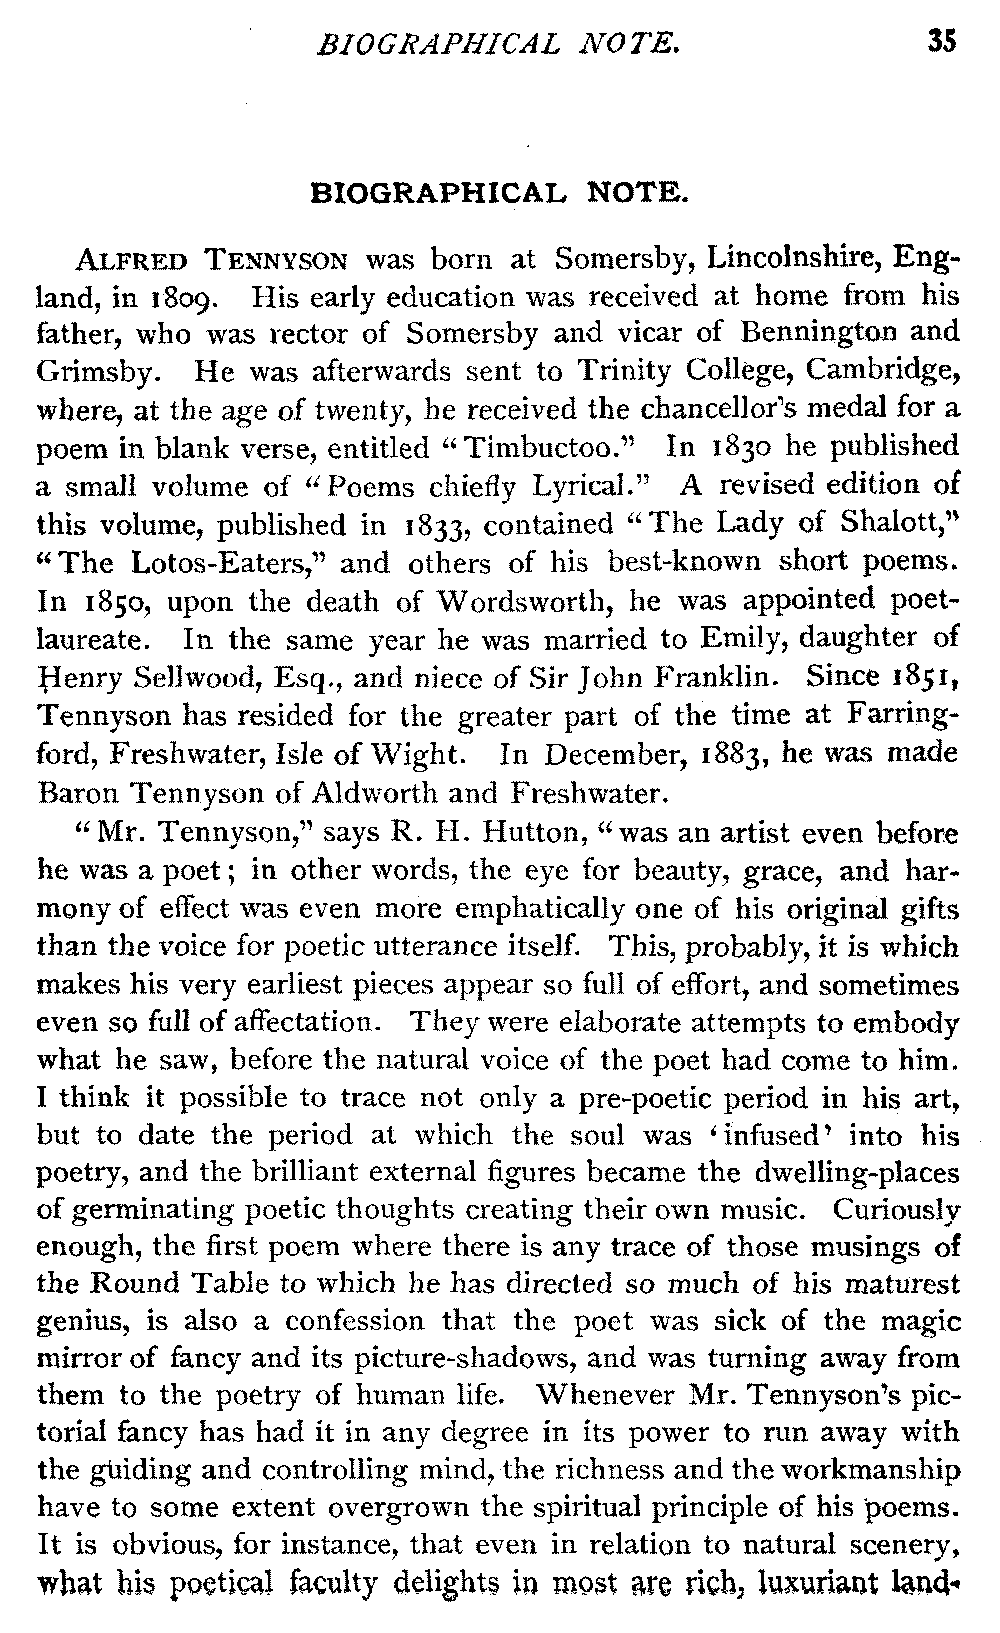 BIOGRAPHICAL NOTE. 35
BIOGRAPHICAL NOTE.
ALFRED TENNYSON was born at Somersby, Lincolnshire, Eng-
land, in 1809. His early education was received at home from his
father, who was rector of Somersby and vicar of Bennington and
Grimsby. He was afterwards sent to Trinity College, Cambridge,
where, at the age of twenty, he received the chancellor's medal for a
poem in blank verse, entitled “Timbuctoo.” In 1830 he published
a small volume of “Poems chiefly Lyrical.” A revised edition of
this volume, published in 1833, contained “The Lady of Shalott,”
“The Lotos-Eaters,” and others of his best-known short poems.
In 1850, upon the death of Wordsworth, he was appointed poet-
laureate. In the same year he was married to Emily, daughter of
Henry Sellwood, Esq., and niece of Sir John Franklin. Since 1851,
Tennyson has resided for the greater part of the time at Farring-
ford, Freshwater, Isle of Wight. In December, 1883, he was made
Baron Tennyson of Aldworth and Freshwater.
“Mr. Tennyson,” says R. H. Hutton, “was an artist even before
he was a poet; in other words, the eye for beauty, grace, and har-
mony of effect was even more emphatically one of his original gifts
than the voice for poetic utterance itself. This, probably, it is which
makes his very earliest pieces appear so full of effort, and sometimes
even so full of affectation. They were elaborate attempts to embody
what he saw, before the natural voice of the poet had come to him.
I think it possible to trace not only a pre-poetic period in his art,
but to date the period at which the soul was ‘infused’ into his
poetry, and the brilliant external figures became the dwelling-places
of germinating poetic thoughts creating their own music. Curiously
enough, the first poem where there is any trace of those musings of
the Round Table to which he has directed so much of his maturest
genius, is also a confession that the poet was sick of the magic
mirror of fancy and its picture-shadows, and was turning away from
them to the poetry of human life. Whenever Mr. Tennyson's pic-
torial fancy has had it in any degree in its power to run away with
the guiding and controlling mind, the richness and the workmanship
have to some extent overgrown the spiritual principle of his poems.
It is obvious, for instance, that even in relation to natural scenery,
what his poetical faculty delights in most are rich, luxuriant land-